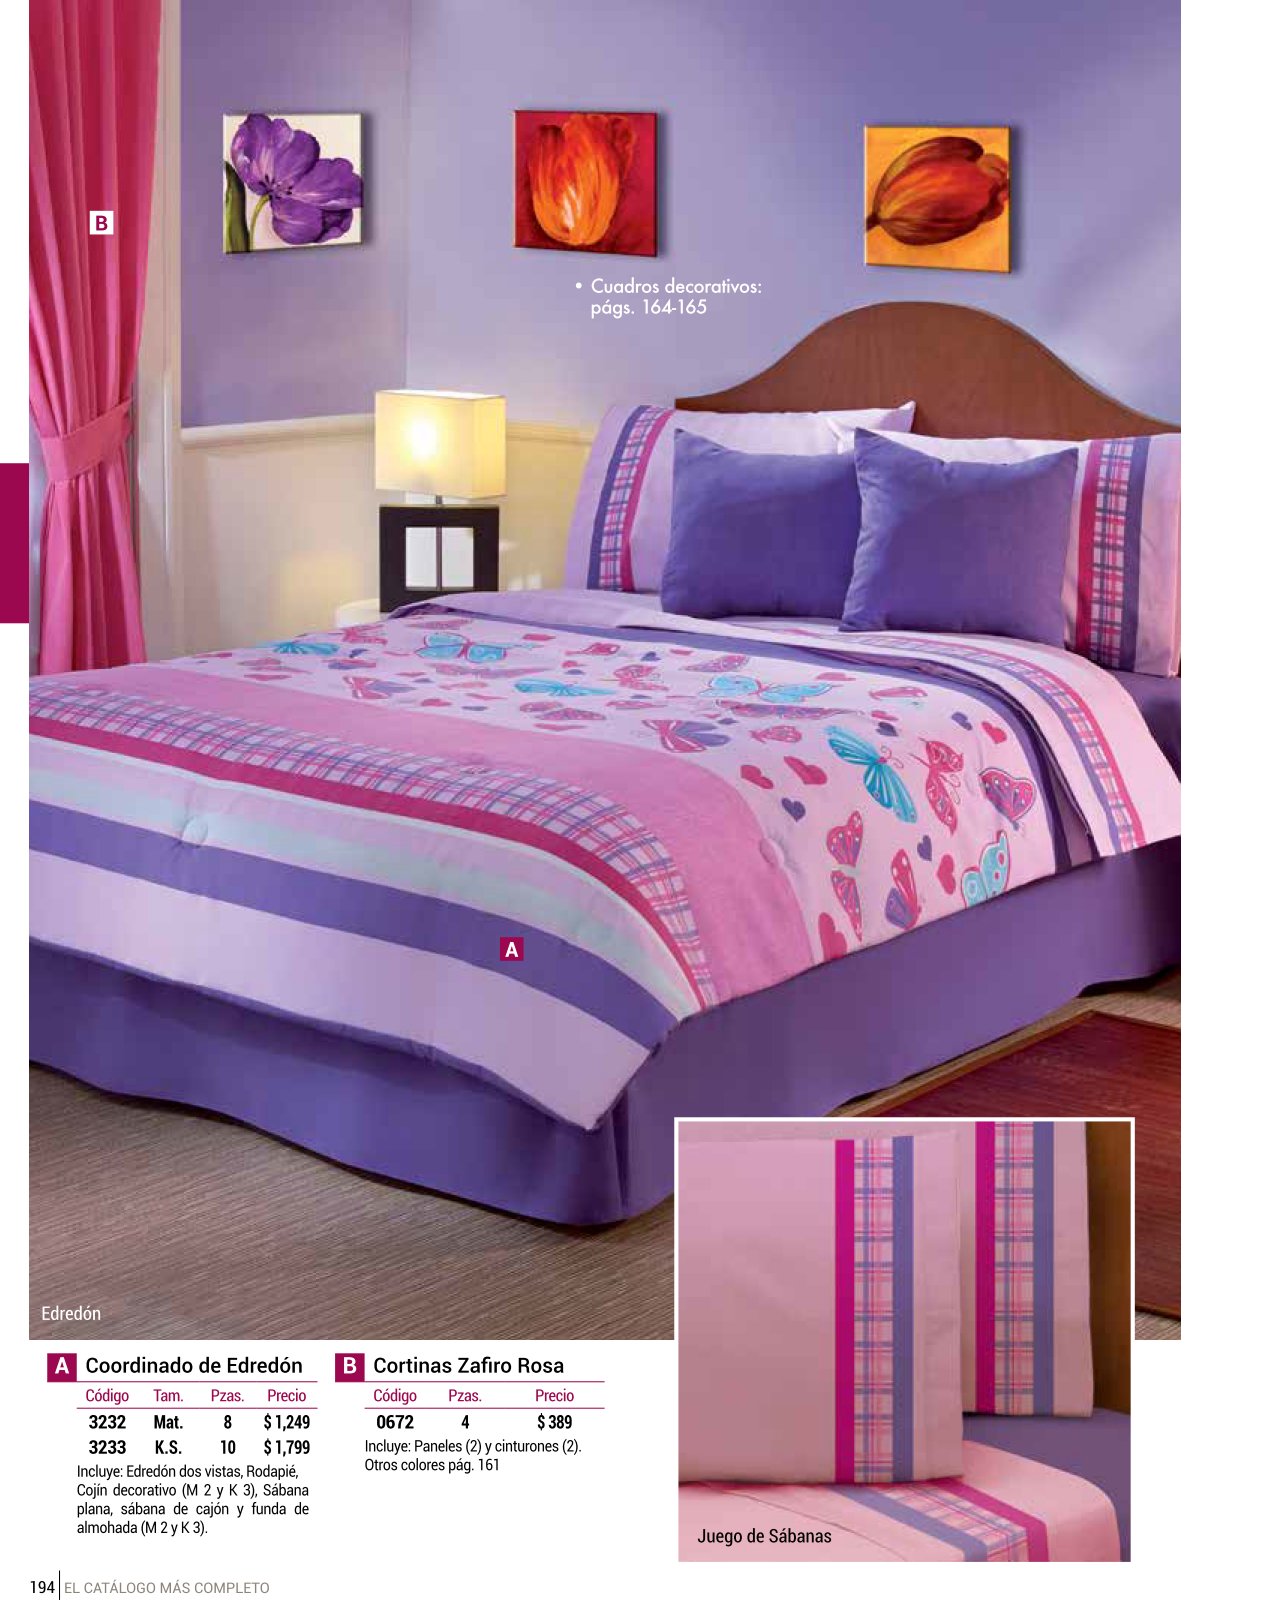 B
• Cuadros decorativos:
págs. 164-165
A
Edredón
A Coordinado de Edredón
Código Tam. Pzas. Precio
3232 Mat. 8 $ 1,249
3233 K.S. 10 $ 1,799
Incluye: Edredón dos vistas, Rodapié,
Cojín decorativo (M 2 y K 3), Sábana
plana, sábana de cajón y funda de
almohada (M 2 y K 3).
B Cortinas Zafiro Rosa
Código Pzas. Precio
0672 4 $ 389
Incluye: Paneles (2) y cinturones (2).
Otros colores pág. 161
Juego de Sábanas
194 EL CATÁLOGO MÁS COMPLETO